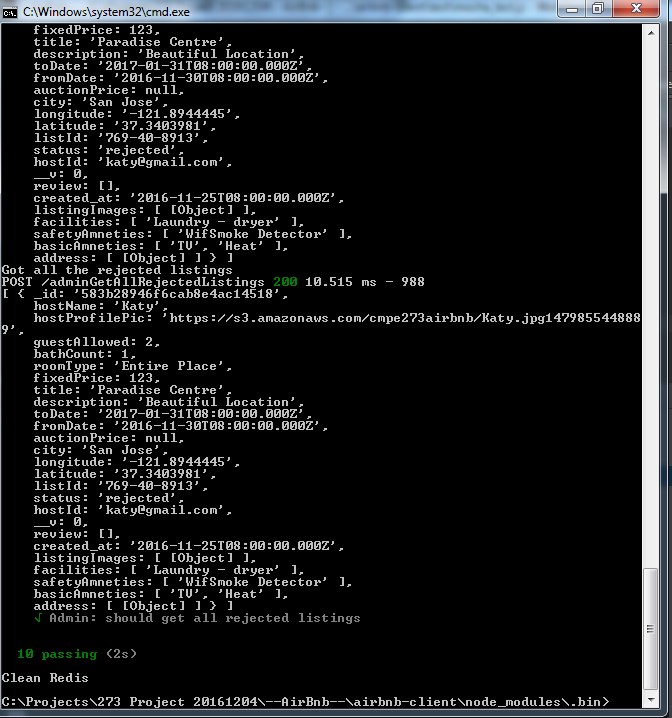 C:\Windows\system32\cmd.exe
fixedPrice: 123,
title: 'Paradise Centre',
description: 'Beautiful Location',
toDate: '2017-01-31T08:00:00.000Z',
fromDate: '2016-11-30T08:00:00.000Z',
auctionPrice: null,
city: 'San Jose',
longitude: '-121.8944445',
latitude: '37.3403981',
listId: '769-40-8913',
status: 'rejected',
hostId: 'katy@gmail.com',
__v: 0,
review: [],
created_at: '2016-11-25T08:00:00.000Z',
listingImages: [ [Object] ],
facilities: [ 'Laundry - dryer' ],
safetyAmneties: [ 'WifSmoke Detector' ],
basicAmneties: [ 'TV', 'Heat' ],
address: [ [Object] ] } ]
Got all the rejected listings
POST /adminGetAllRejectedListings 200 10.515 ms - 988
[ { _id: '583b28946f6cab8e4ac14518',
hostName: 'Katy',
hostProfilePic: 'https://s3.amazonaws.com/cmpe273airbnb/Katy.jpg147985544888
9',
guestAllowed: 2,
bathCount: 1,
roomType: 'Entire Place',
fixedPrice: 123,
title: 'Paradise Centre',
description: 'Beautiful Location',
toDate: '2017-01-31T08:00:00.000Z',
fromDate: '2016-11-30T08:00:00.000Z',
auctionPrice: null,
city: 'San Jose',
longitude: '-121.8944445',
latitude: '37.3403981',
listId: '769-40-8913',
status: 'rejected',
hostId: 'katy@gmail.com',
__v: 0,
review: [],
created_at: '2016-11-25T08:00:00.000Z',
listingImages: [ [Object] ],
facilities: [ 'Laundry - dryer' ],
safetyAmneties: [ 'WifSmoke Detector' ],
basicAmneties: [ 'TV', 'Heat' ],
address: [ [Object] ] } ]
√ Admin: should get all rejected listings
10 passing (2s)
Clean Redis
C:\Projects\273 Project 20161204\--AirBnb--\airbnb-client\node_modules\.bin>